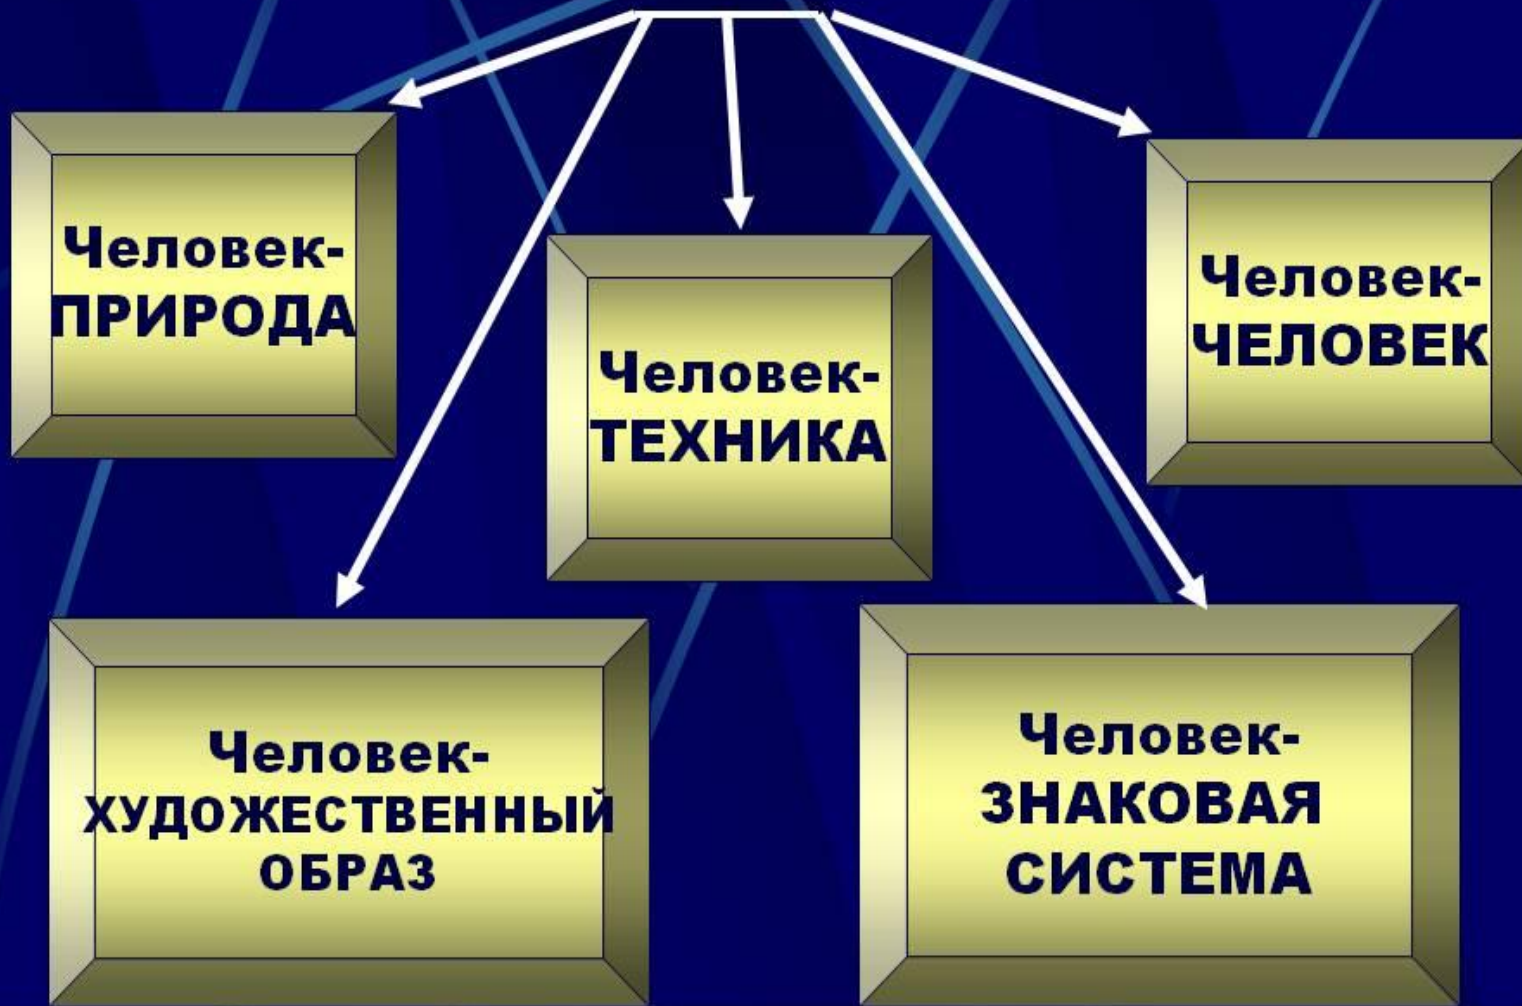 Человек-
ПРИРОДА
Человек-
ТЕХНИКА
Человек-
ЧЕЛОВЕК
Человек-
ХУДОЖЕСТВЕННЫЙ
ОБРАЗ
Человек-
ЗНАКОВАЯ
СИСТЕМА